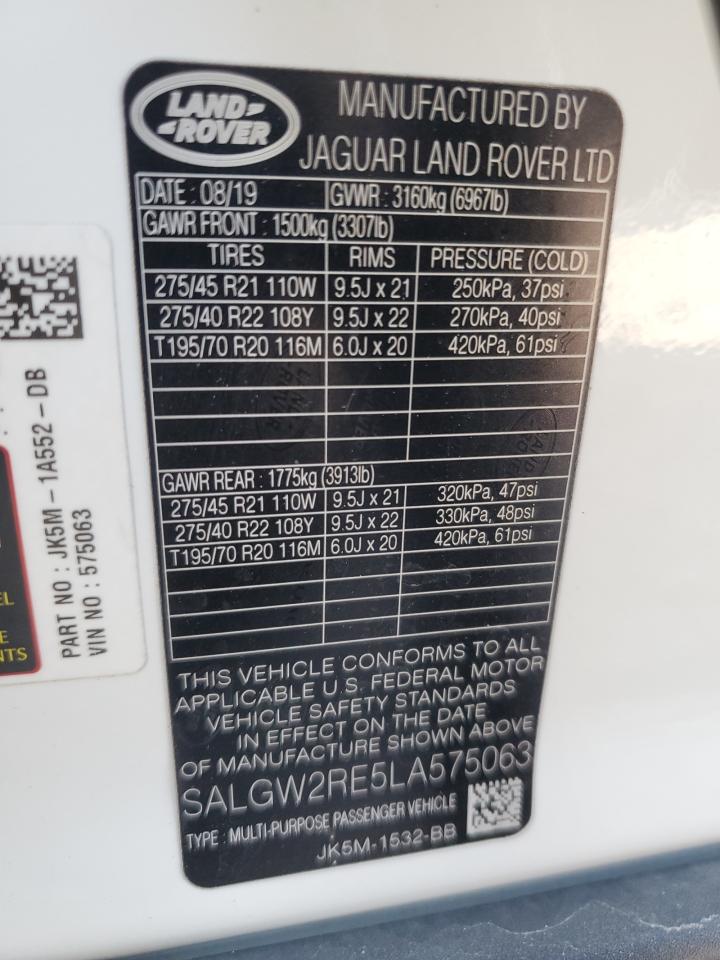 LAND ROVER
MANUFACTURED BY
JAGUAR LAND ROVER LTD
DATE : 08/19 GVWR : 3160kg (6967lb)
GAWR FRONT : 1500kg (3307lb)
TIRES RIMS PRESSURE (COLD)
275/45 R21 110W 9.5J x 21 250kPa, 37psi
275/40 R22 108Y 9.5J x 22 270kPa, 40psi
T195/70 R20 116M 6.0J x 20 420kPa, 61psi
GAWR REAR : 1775kg (3913lb)
275/45 R21 110W 9.5J x 21 320kPa, 47psi
275/40 R22 108Y 9.5J x 22 330kPa, 48psi
T195/70 R20 116M 6.0J x 20 420kPa, 61psi
THIS VEHICLE CONFORMS TO ALL
APPLICABLE U.S. FEDERAL MOTOR
VEHICLE SAFETY STANDARDS
IN EFFECT ON THE DATE
OF MANUFACTURE SHOWN ABOVE
SALGW2RE5LA575063
TYPE : MULTI-PURPOSE PASSENGER VEHICLE
JK5M-1532-BB
PART NO : JK5M - 1A552 - DB
VIN NO : 575063